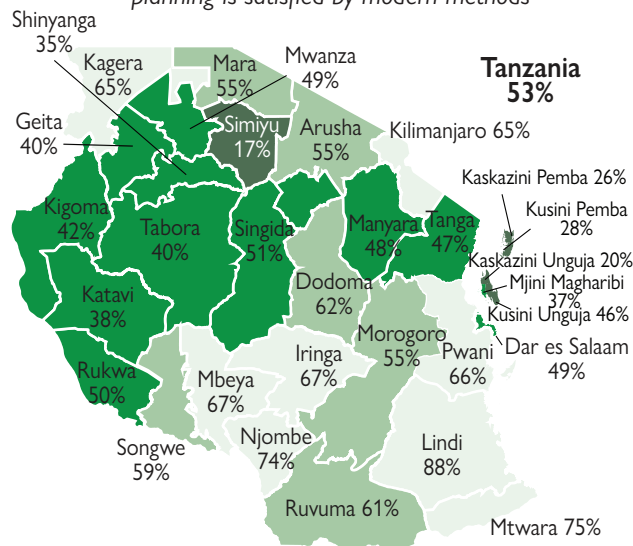 planning is satisfied by modern methods
Shinyanga
35%
Kagera
65%
Mara
55%
Mwanza
49%
Tanzania
53%
Geita
40%
Simiyu
17%
Arusha
55%
Kilimanjaro 65%
Kaskazini Pemba 26%
Kusini Pemba
28%
Kigoma
42%
Tabora
40%
Singida
51%
Manyara
48%
Tanga
47%
Kaskazini Unguja 20%
Mjini Magharibi
37%
Kusini Unguja 46%
Dodoma
62%
Katavi
38%
Morogoro
55%
Pwani
66%
Dar es Salaam
49%
Rukwa
50%
Mbeya
67%
Iringa
67%
Songwe
59%
Njombe
74%
Lindi
88%
Ruvuma 61%
Mtwara 75%